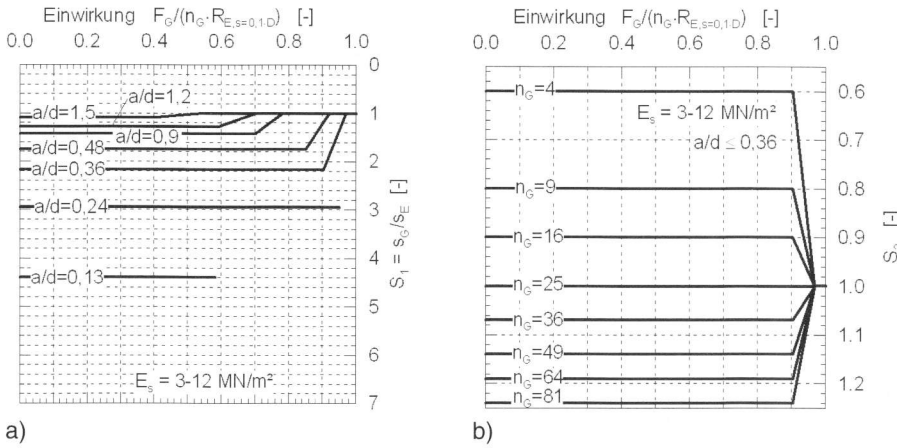 Einwirkung F_G/(n_G·R_E,s=0,1·D) [-]
0.0 0.2 0.4 0.6 0.8 1.0
0
1
2
3
4
5
6
7
S₁ = s_G/s_E [-]
a/d=1,5
a/d=1,2
a/d=0,9
a/d=0,48
a/d=0,36
a/d=0,24
a/d=0,13
E_s = 3-12 MN/m²
a)
Einwirkung F_G/(n_G·R_E,s=0,1·D) [-]
0.0 0.2 0.4 0.6 0.8 1.0
0.6
0.7
0.8
0.9
1.0
1.1
1.2
S₂ [-]
n_G=4
E_s = 3-12 MN/m²
a/d ≤ 0,36
n_G=9
n_G=16
n_G=25
n_G=36
n_G=49
n_G=64
n_G=81
b)